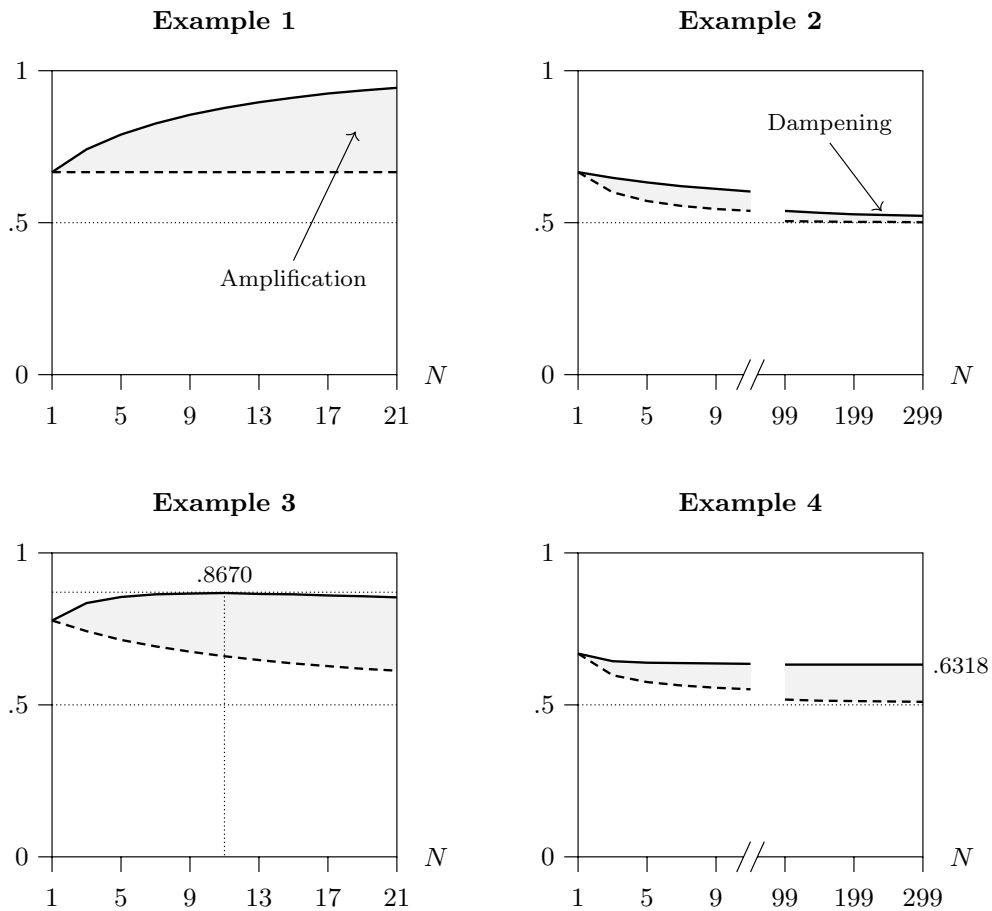 Example 1
1
.5
0
Amplification
N
1 5 9 13 17 21
Example 2
1
Dampening
.5
0
N
1 5 9 99 199 299
Example 3
1
.8670
.5
0
N
1 5 9 13 17 21
Example 4
1
.6318
.5
0
N
1 5 9 99 199 299